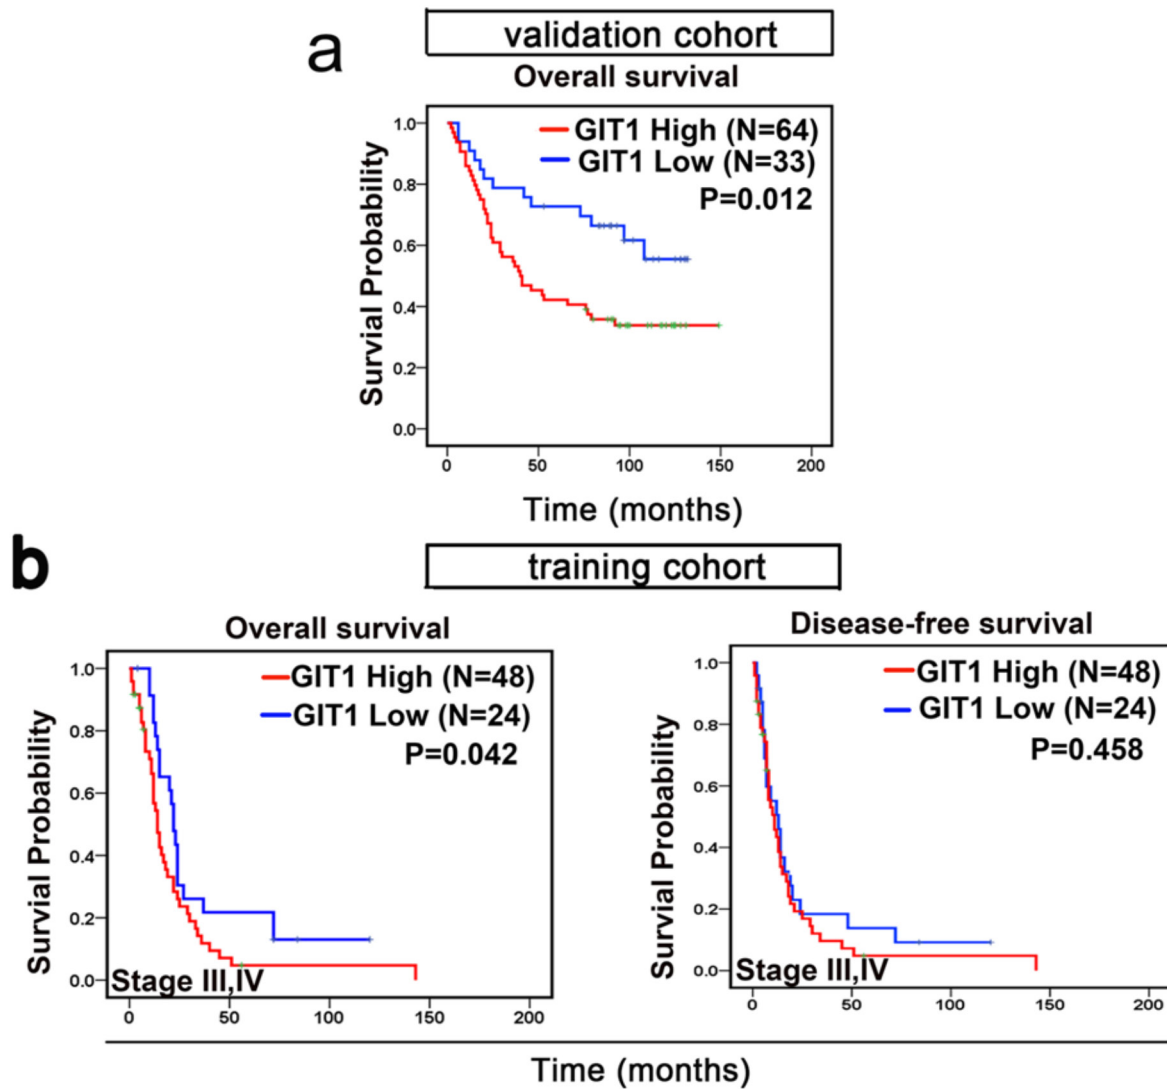 a
validation cohort
Overall survival
GIT1 High (N=64)
GIT1 Low (N=33)
P=0.012
Survial Probability
1.0
0.8
0.6
0.4
0.2
0.0
0 50 100 150 200
Time (months)
b
training cohort
Overall survival
GIT1 High (N=48)
GIT1 Low (N=24)
P=0.042
Survial Probability
1.0
0.8
0.6
0.4
0.2
0.0
Stage III,IV
0 50 100 150 200
Disease-free survival
GIT1 High (N=48)
GIT1 Low (N=24)
P=0.458
Survial Probability
1.0
0.8
0.6
0.4
0.2
0.0
Stage III,IV
0 50 100 150 200
Time (months)